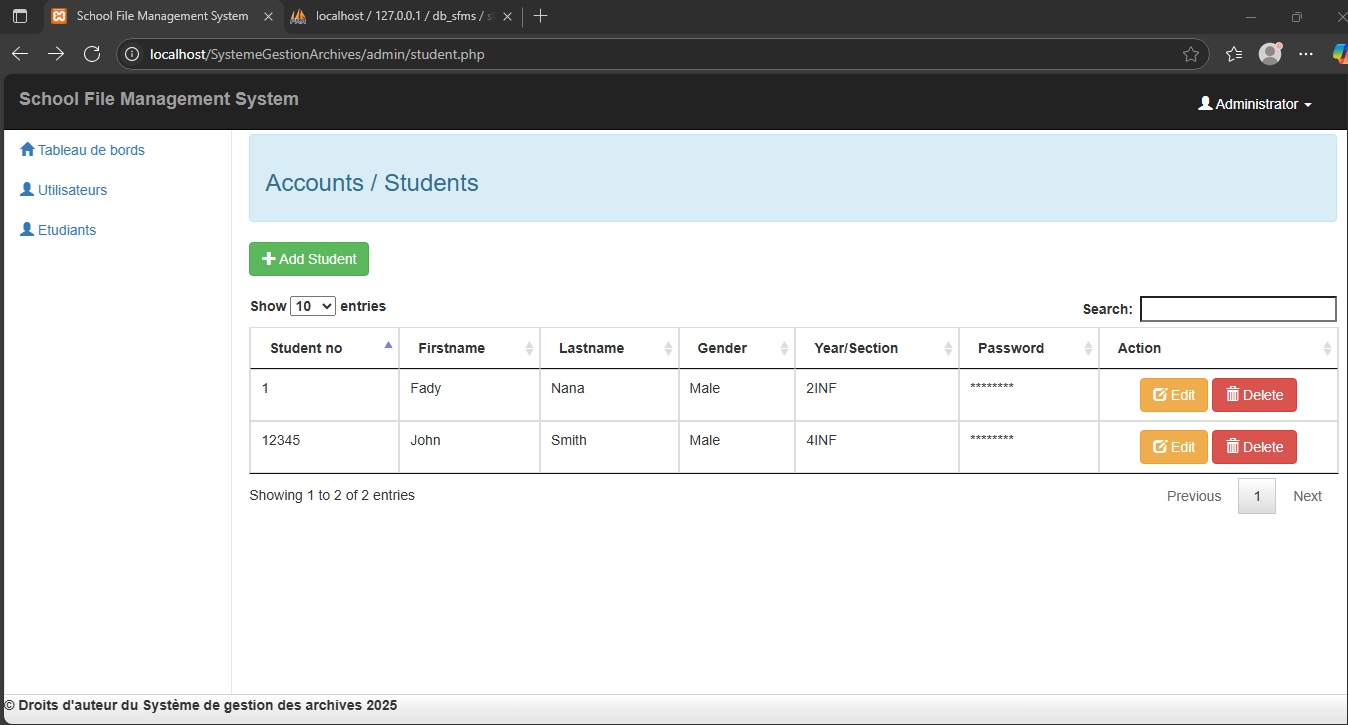 School File Management System
localhost / 127.0.0.1 / db_sfms /
localhost/SystemeGestionArchives/admin/student.php
School File Management System
Administrator
Tableau de bords
Utilisateurs
Etudiants
Accounts / Students
Add Student
Show 10 entries
Search:
Student no Firstname Lastname Gender Year/Section Password Action
1 Fady Nana Male 2INF ******** Edit Delete
12345 John Smith Male 4INF ******** Edit Delete
Showing 1 to 2 of 2 entries
Previous 1 Next
© Droits d'auteur du Système de gestion des archives 2025